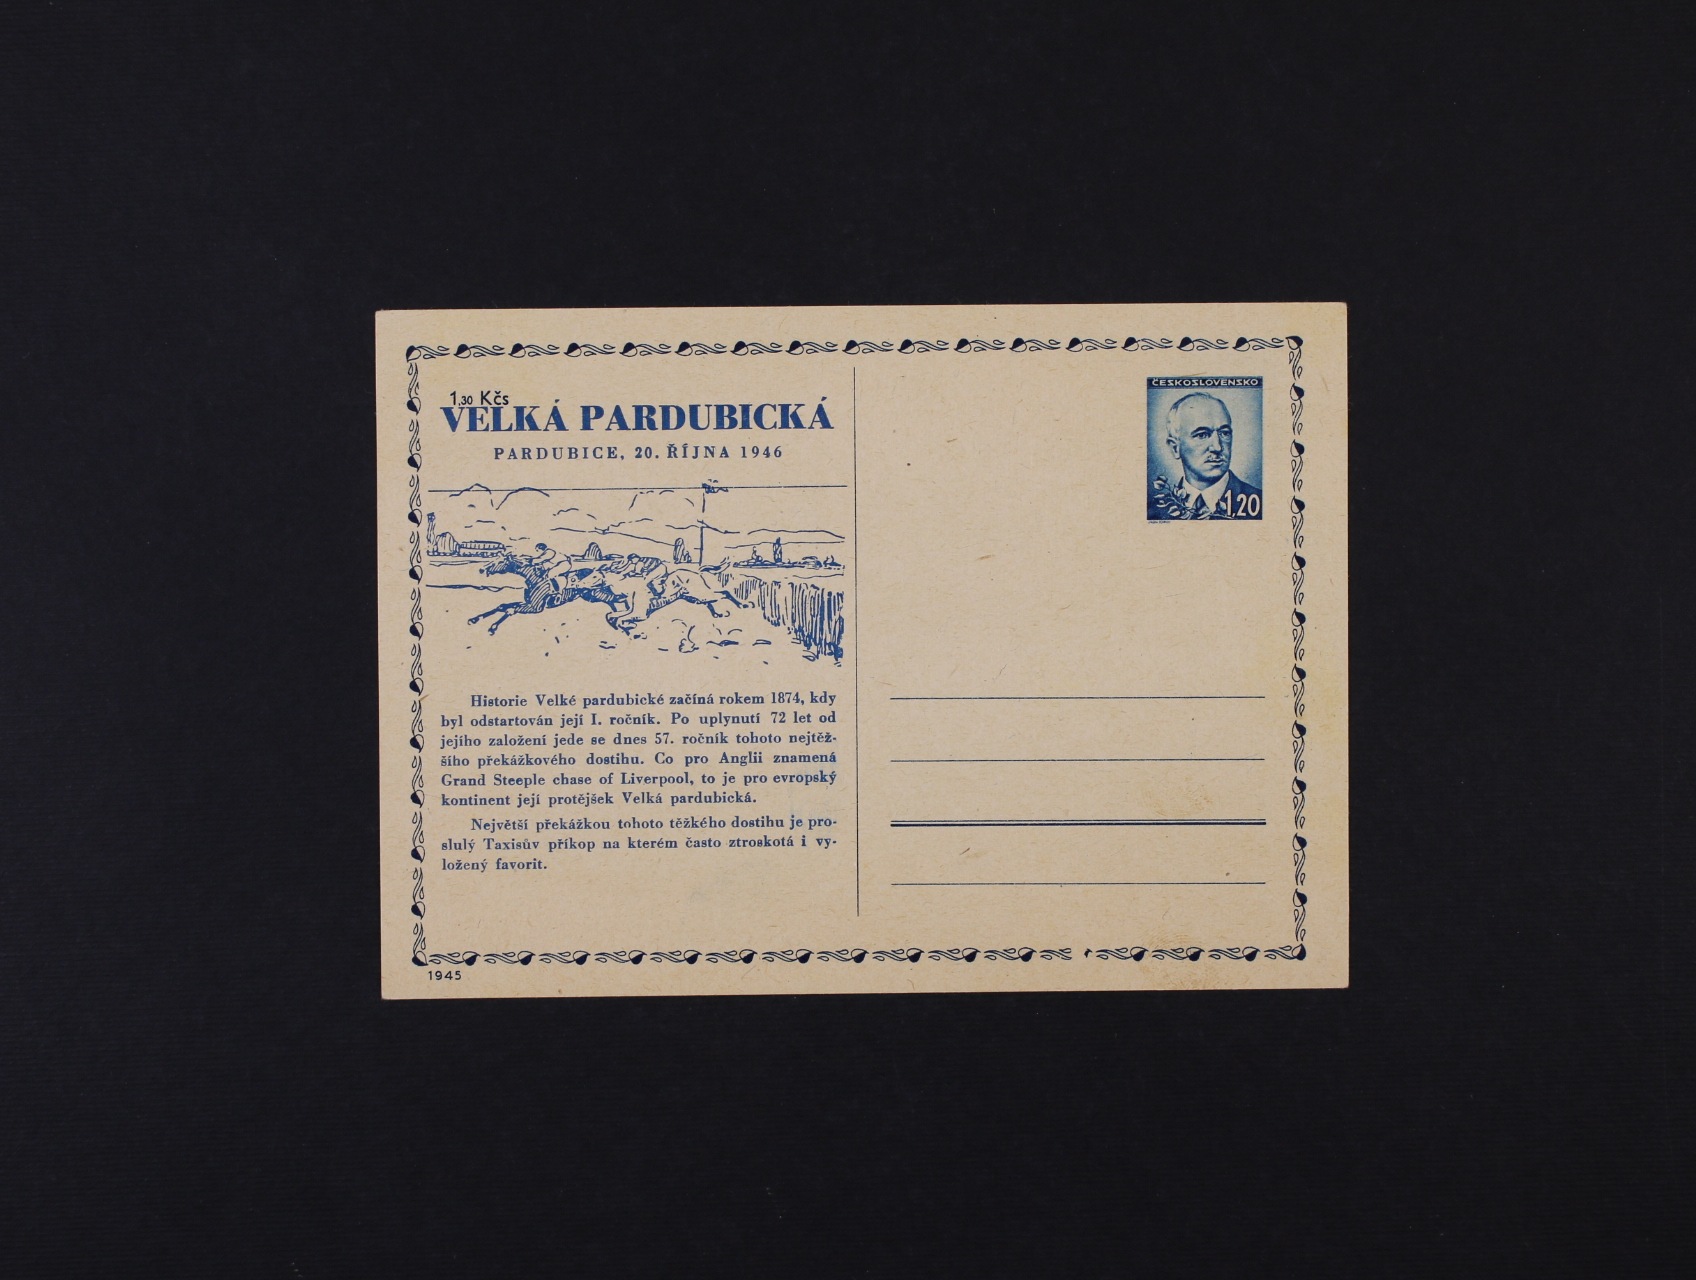 1,30 Kčs
VELKÁ PARDUBICKÁ
PARDUBICE, 20. ŘÍJNA 1946
Historie Velké pardubické začíná rokem 1874, kdy
byl odstartován její I. ročník. Po uplynutí 72 let od
jejího založení jede se dnes 57. ročník tohoto nejtěž-
šího překážkového dostihu. Co pro Anglii znamená
Grand Steeple chase of Liverpool, to je pro evropský
kontinent její protějšek Velká pardubická.
Největší překážkou tohoto těžkého dostihu je pro-
slulý Taxisův příkop na kterém často ztroskotá i vy-
ložený favorit.
1945
ČESKOSLOVENSKO
1,20